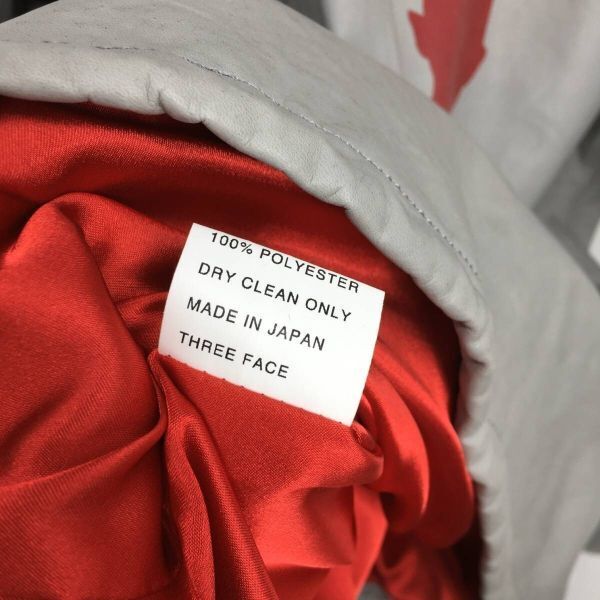 100% POLYESTER
DRY CLEAN ONLY
MADE IN JAPAN
THREE FACE